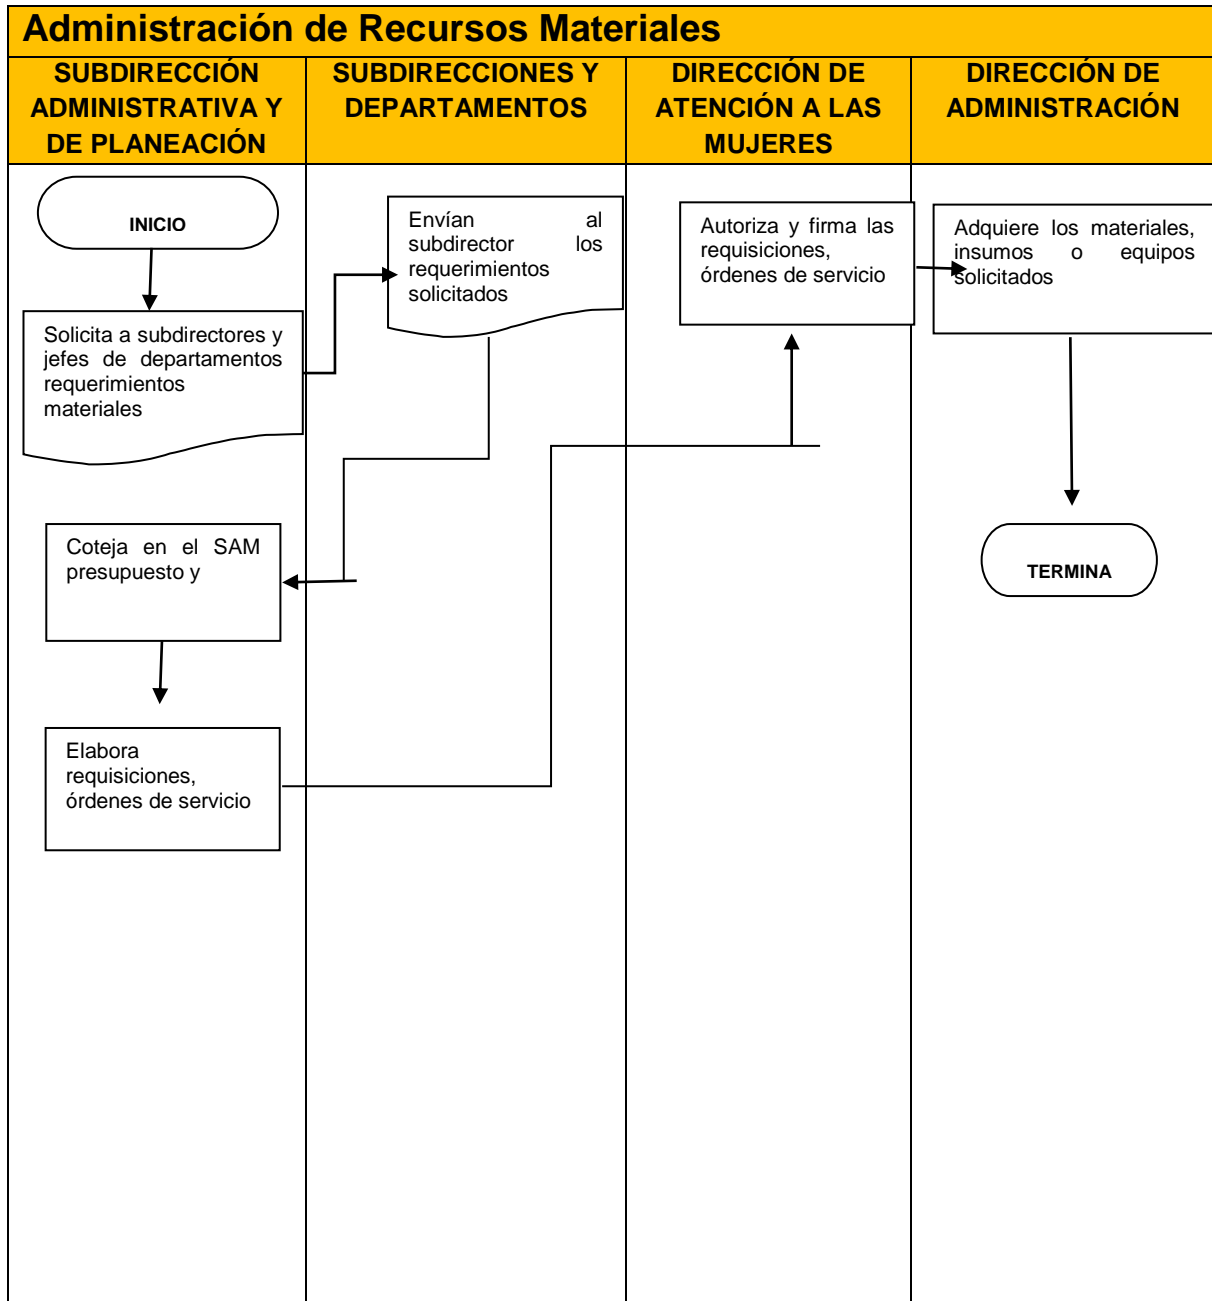 Administración de Recursos Materiales
SUBDIRECCIÓN
ADMINISTRATIVA Y
DE PLANEACIÓN
SUBDIRECCIONES Y
DEPARTAMENTOS
DIRECCIÓN DE
ATENCIÓN A LAS
MUJERES
DIRECCIÓN DE
ADMINISTRACIÓN
INICIO
Solicita a subdirectores y
jefes de departamentos
requerimientos
materiales
Envían al
subdirector los
requerimientos
solicitados
Coteja en el SAM
presupuesto y
Elabora
requisiciones,
órdenes de servicio
Autoriza y firma las
requisiciones,
órdenes de servicio
Adquiere los materiales,
insumos o equipos
solicitados
TERMINA